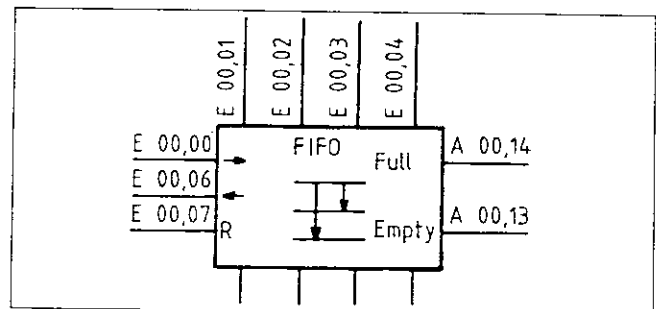 E 00,01
E 00,02
E 00,03
E 00,04
E 00,00
FIFO
Full
A 00,14
E 00,06
E 00,07
R
Empty
A 00,13